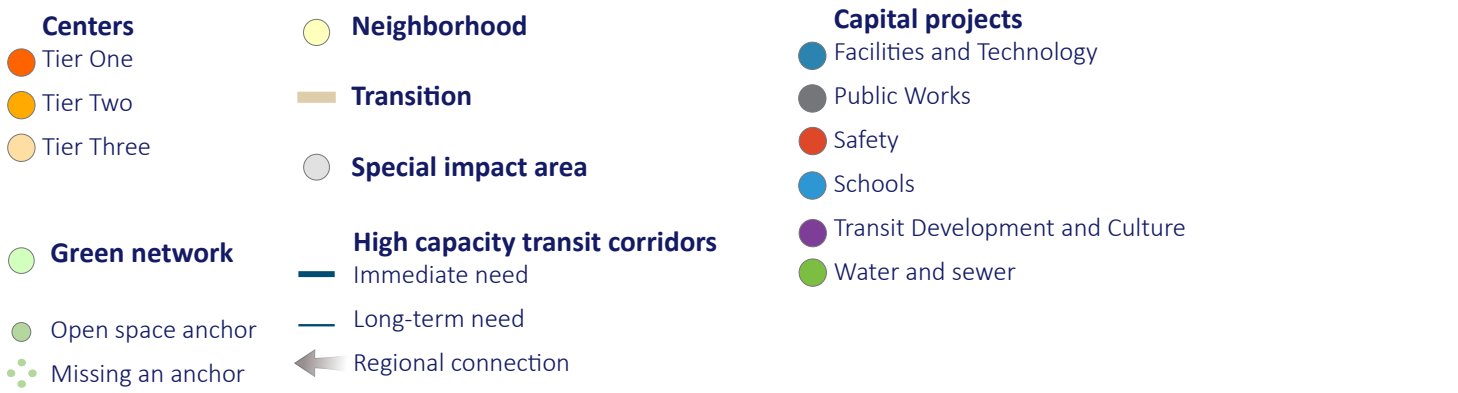 Centers
Tier One
Tier Two
Tier Three
Green network
Open space anchor
Missing an anchor
Neighborhood
Transition
Special impact area
High capacity transit corridors
Immediate need
Long-term need
Regional connection
Capital projects
Facilities and Technology
Public Works
Safety
Schools
Transit Development and Culture
Water and sewer